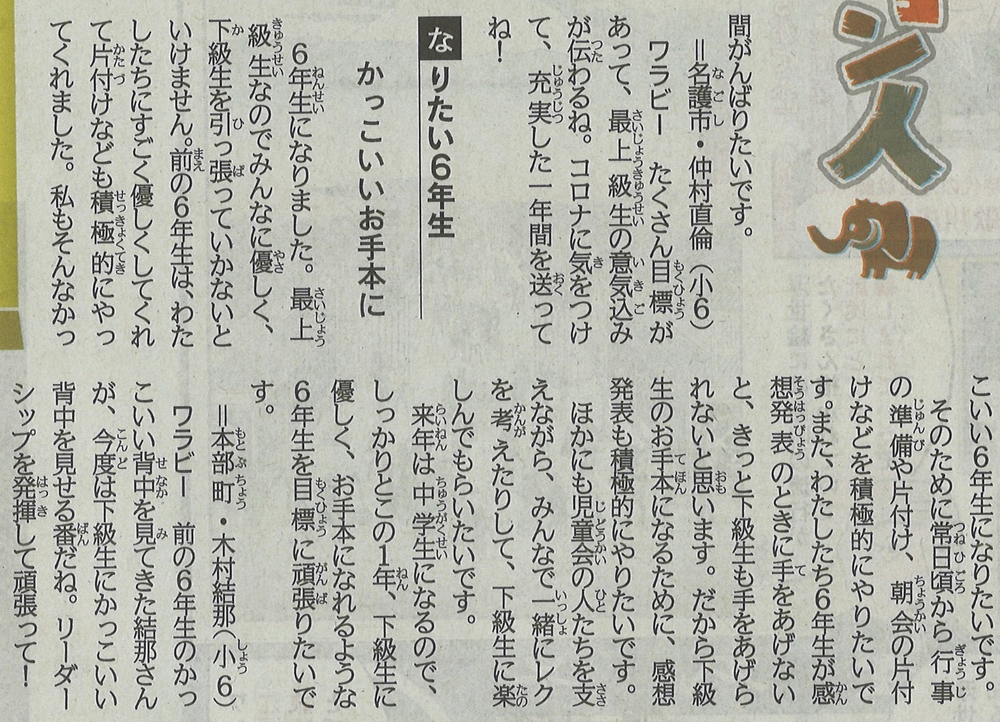 ン人
間がんばりたいです。
＝名護市・仲村直倫（小6）
ワラビー　たくさん目標が
あって、最上級生の意気込み
が伝わるね。コロナに気をつけ
て、充実した一年間を送って
ね！
なりたい6年生
かっこいいお手本に
6年生になりました。最上
級生なのでみんなに優しく、
下級生を引っ張っていかないと
いけません。前の6年生は、わた
したちにすごく優しくしてくれ
て片付けなども積極的にやっ
てくれました。私もそんなかっ
こいい6年生になりたいです。
そのために常日頃から行事
の準備や片付け、朝会の片付
けなどを積極的にやりたいで
す。また、わたしたち6年生が感
想発表のときに手をあげない
と、きっと下級生も手をあげら
れないと思います。だから下級
生のお手本になるために、感想
発表も積極的にやりたいです。
ほかにも児童会の人たちを支
えながら、みんなで一緒にレク
を考えたりして、下級生に楽
しんでもらいたいです。
来年は中学生になるので、
しっかりとこの1年、下級生に
優しく、お手本になれるような
6年生を目標に頑張りたいで
す。
＝本部町・木村結那（小6）
ワラビー　前の6年生のかっ
こいい背中を見てきた結那さん
が、今度は下級生にかっこいい
背中を見せる番だね。リーダー
シップを発揮して頑張って！